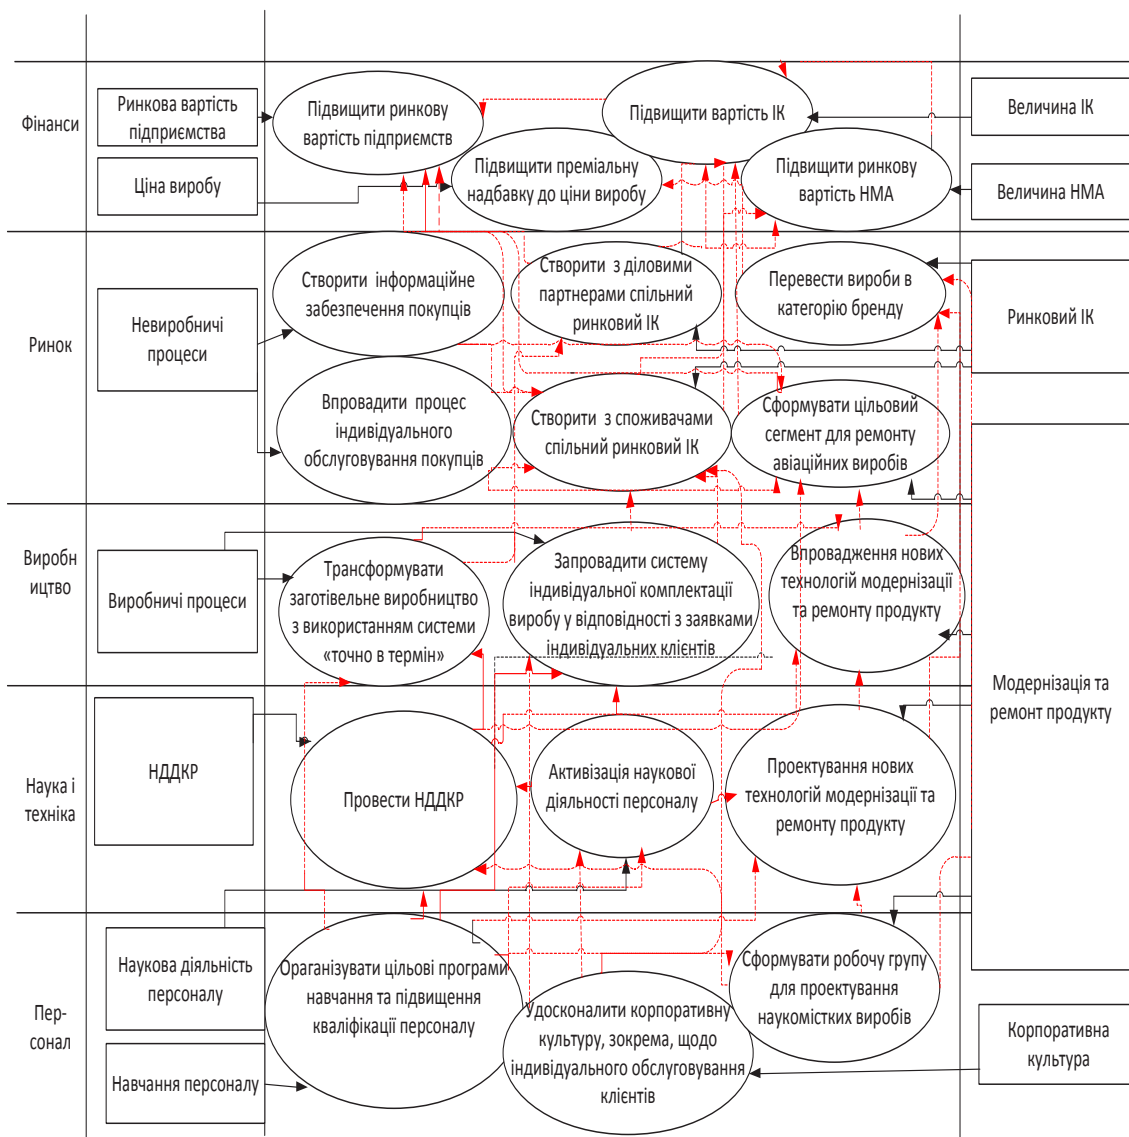 Фінанси
Ринкова вартість
підприємства
Ціна виробу
Підвищити ринкову
вартість підприємств
Підвищити вартість ІК
Підвищити преміальну
надбавку до ціни виробу
Підвищити ринкову
вартість НМА
Величина ІК
Величина НМА
Ринок
Невиробничі
процеси
Створити інформаційне
забезпечення покупців
Створити з діловими
партнерами спільний
ринковий ІК
Перевести вироби в
категорію бренду
Ринковий ІК
Впровадити процес
індивідуального
обслуговування покупців
Створити з споживачами
спільний ринковий ІК
Сформувати цільовий
сегмент для ремонту
авіаційних виробів
Виробн
ицтво
Виробничі процеси
Трансформувати
заготівельне виробництво
з використанням системи
«точно в термін»
Запровадити систему
індивідуальної комплектації
виробу у відповідності з заявками
індивідуальних клієнтів
Впровадження нових
технологій модернізації
та ремонту продукту
Модернізація та
ремонт продукту
Наука і
техніка
НДДКР
Провести НДДКР
Активізація наукової
діяльності персоналу
Проектування нових
технологій модернізації та
ремонту продукту
Пер-
сонал
Наукова діяльність
персоналу
Навчання персоналу
Ораганізувати цільові програми
навчання та підвищення
кваліфікації персоналу
Удосконалити корпоративну
культуру, зокрема, щодо
індивідуального обслуговування
клієнтів
Сформувати робочу групу
для проектування
наукомістких виробів
Корпоративна
культура